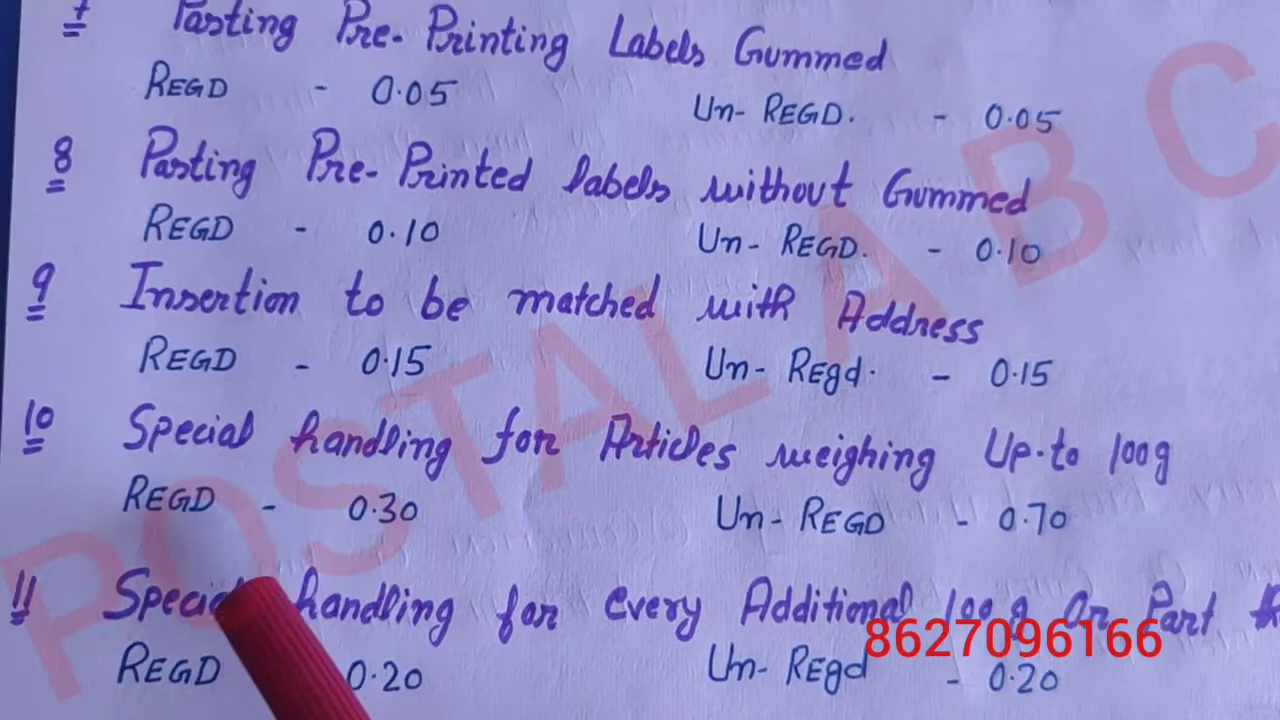 7 Pasting Pre-Printing Labels Gummed
REGD - 0.05 Un-REGD. - 0.05
8 Pasting Pre-Printed labels without Gummed
REGD - 0.10 Un-REGD. - 0.10
9 Insertion to be matched with Address
REGD - 0.15 Un-Regd. - 0.15
10 Special handling for Articles weighing Up-to 100g
REGD - 0.30 Un-REGD - 0.70
11 Special handling for every Additional 100g Or Part
REGD 0.20 Un-Regd - 0.20
8627096166
POSTAL ABC